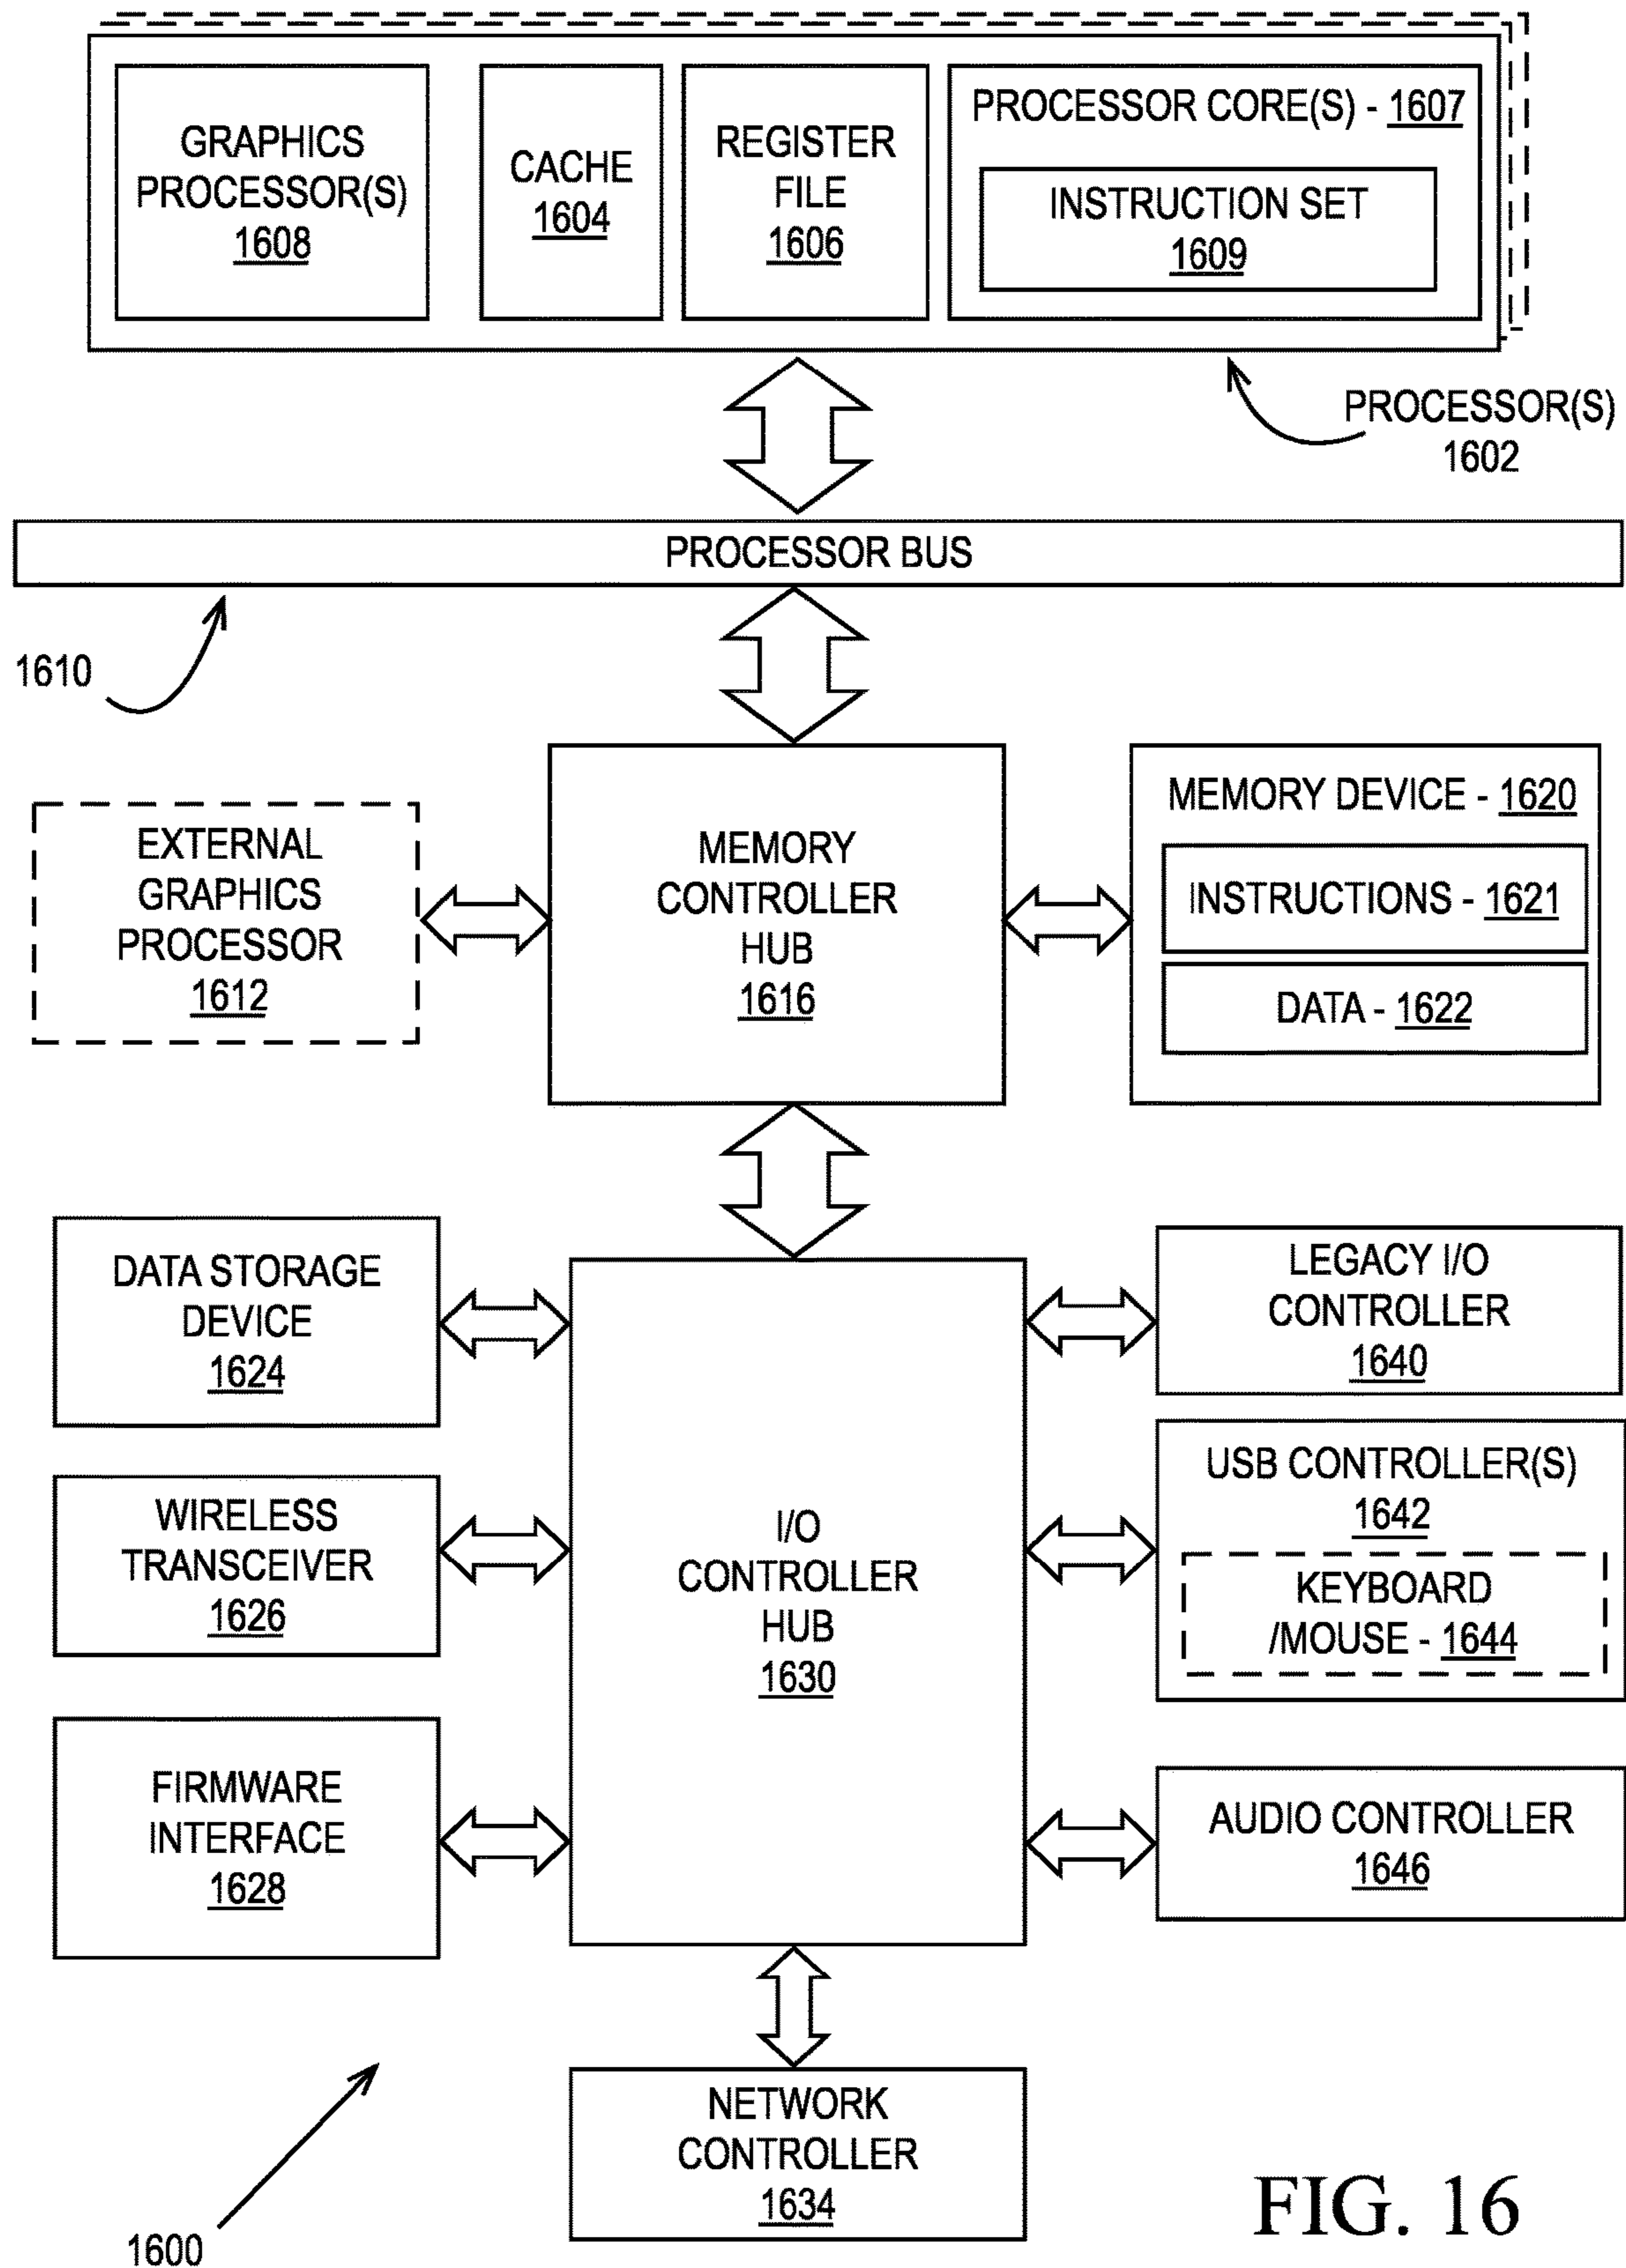 GRAPHICS
PROCESSOR(S)
1608
CACHE
1604
REGISTER
FILE
1606
PROCESSOR CORE(S) - 1607
INSTRUCTION SET
1609
PROCESSOR(S)
1602
PROCESSOR BUS
1610
EXTERNAL
GRAPHICS
PROCESSOR
1612
MEMORY
CONTROLLER
HUB
1616
MEMORY DEVICE - 1620
INSTRUCTIONS - 1621
DATA - 1622
DATA STORAGE
DEVICE
1624
LEGACY I/O
CONTROLLER
1640
WIRELESS
TRANSCEIVER
1626
I/O
CONTROLLER
HUB
1630
USB CONTROLLER(S)
1642
KEYBOARD
/MOUSE - 1644
FIRMWARE
INTERFACE
1628
AUDIO CONTROLLER
1646
NETWORK
CONTROLLER
1634
1600
FIG. 16